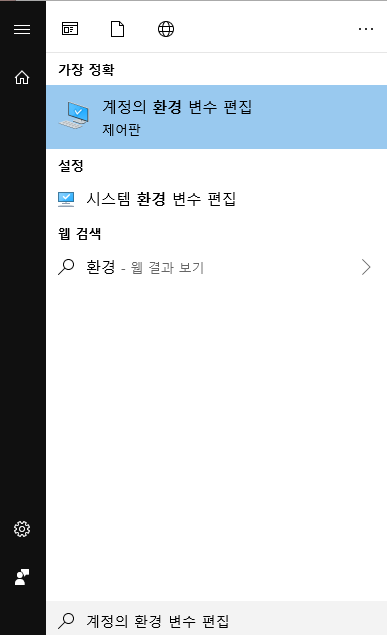 가장 정확
계정의 환경 변수 편집
제어판
설정
시스템 환경 변수 편집
웹 검색
환경 - 웹 결과 보기
계정의 환경 변수 편집